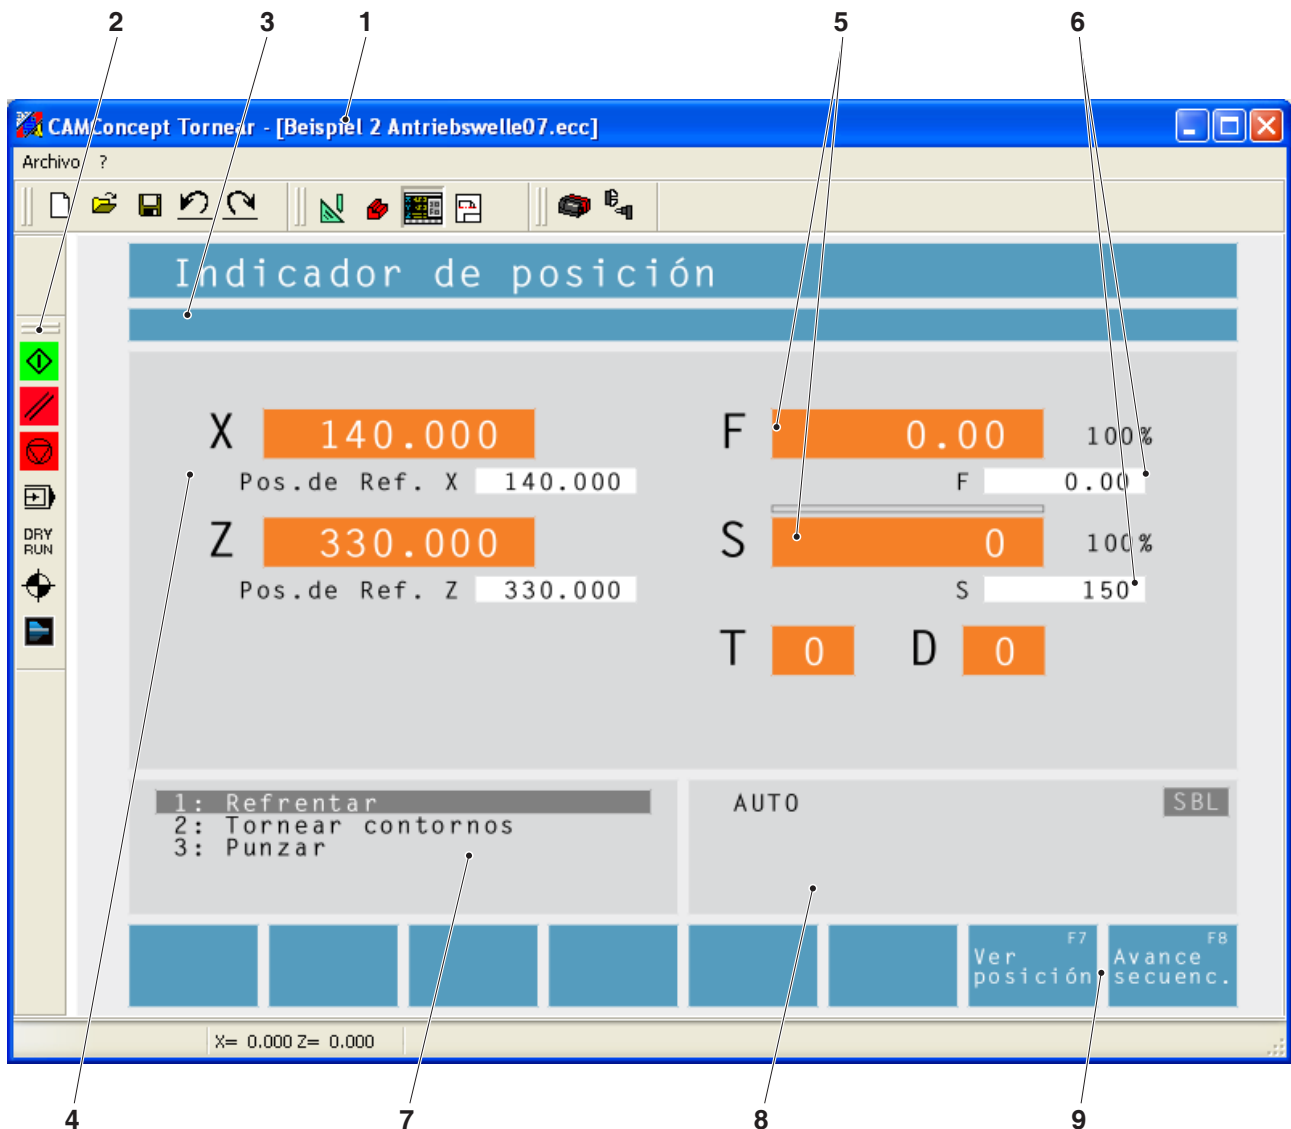 2 3 1 5 6
CAMConcept Tornear - [Beispiel 2 Antriebswelle07.ecc]
Archivo ?
Indicador de posición
X 140.000 F 0.00 100%
Pos.de Ref. X 140.000 F 0.00
Z 330.000 S 0 100%
Pos.de Ref. Z 330.000 S 150
DRY
RUN
T 0 D 0
1: Refrentar
2: Tornear contornos
3: Punzar
AUTO SBL
F7
Ver
posición
F8
Avance
secuenc.
X= 0.000 Z= 0.000
4 7 8 9